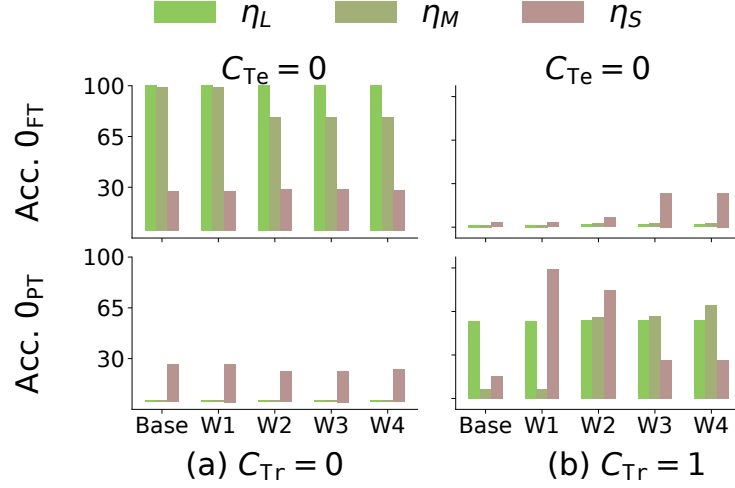 η_L η_M η_S
C_Te = 0 C_Te = 0
Acc. 0_FT
100
65
30
Acc. 0_PT
100
65
30
Base W1 W2 W3 W4 Base W1 W2 W3 W4
(a) C_Tr = 0 (b) C_Tr = 1